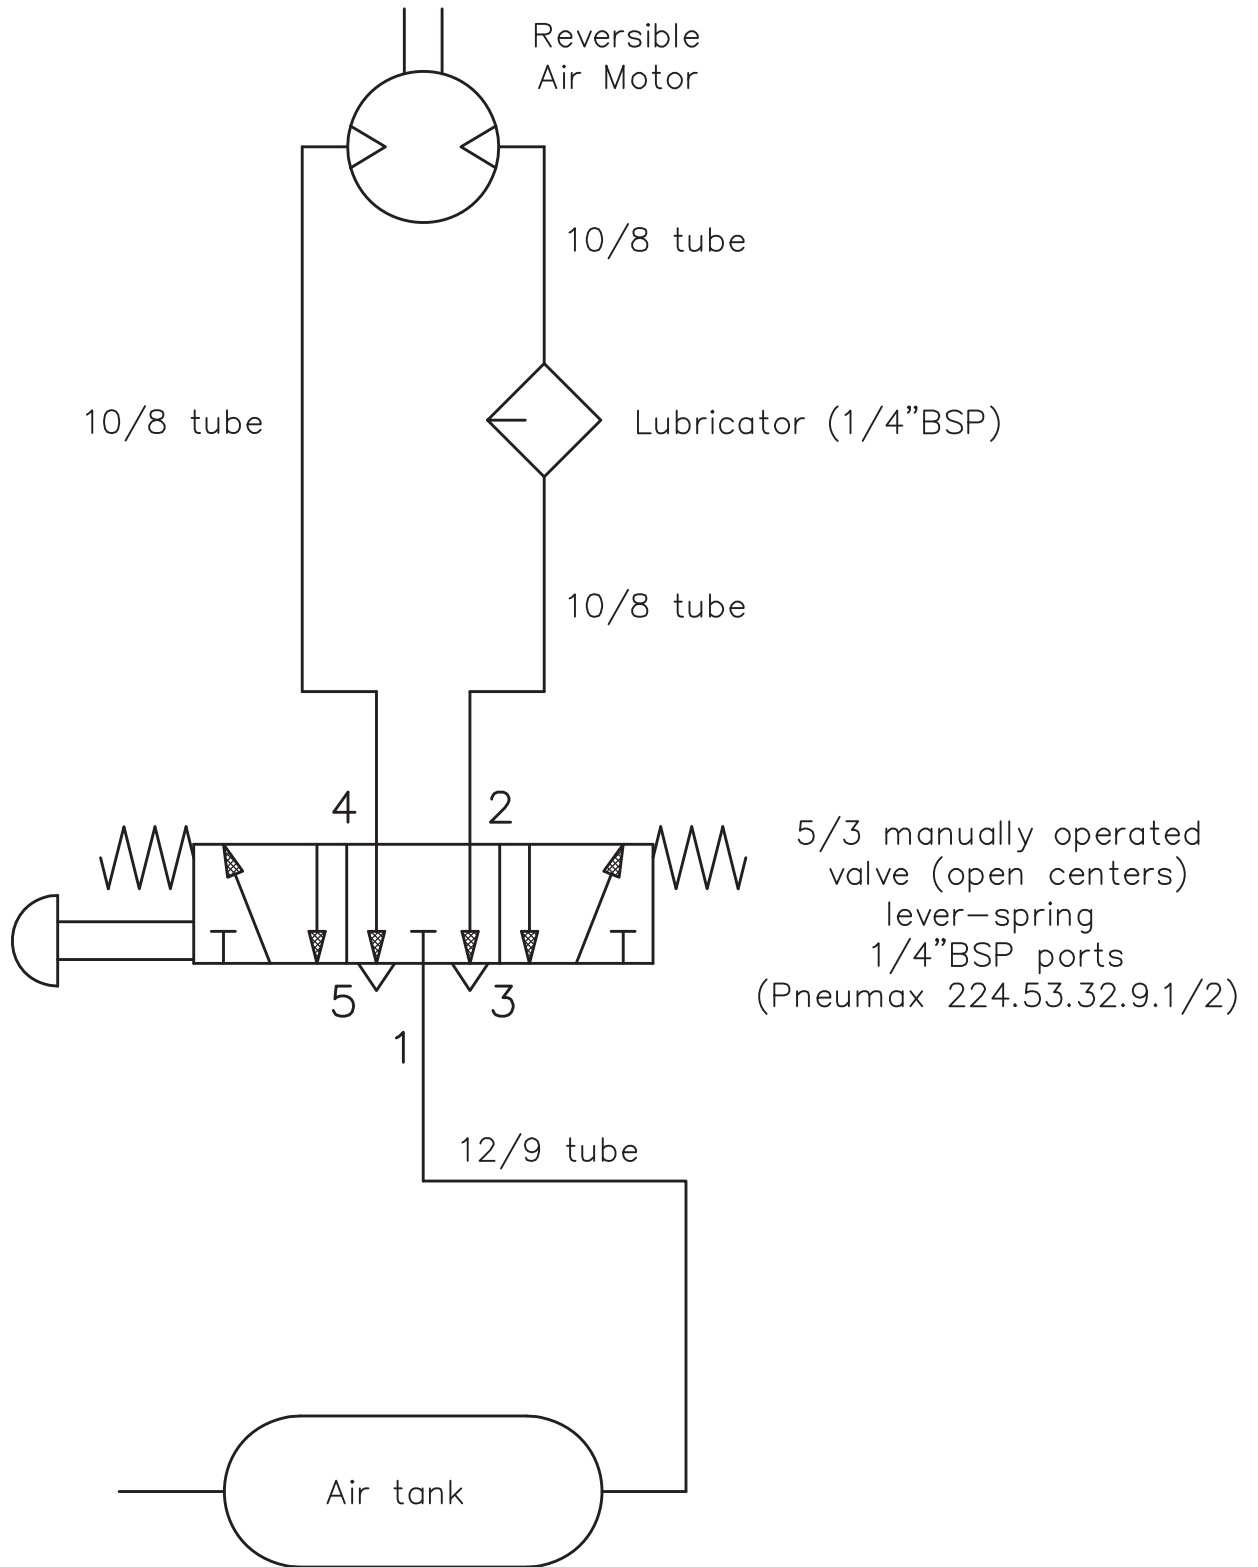 Reversible
Air Motor
10/8 tube
10/8 tube
Lubricator (1/4”BSP)
10/8 tube
4
2
5/3 manually operated
valve (open centers)
lever-spring
1/4”BSP ports
(Pneumax 224.53.32.9.1/2)
5
3
1
12/9 tube
Air tank